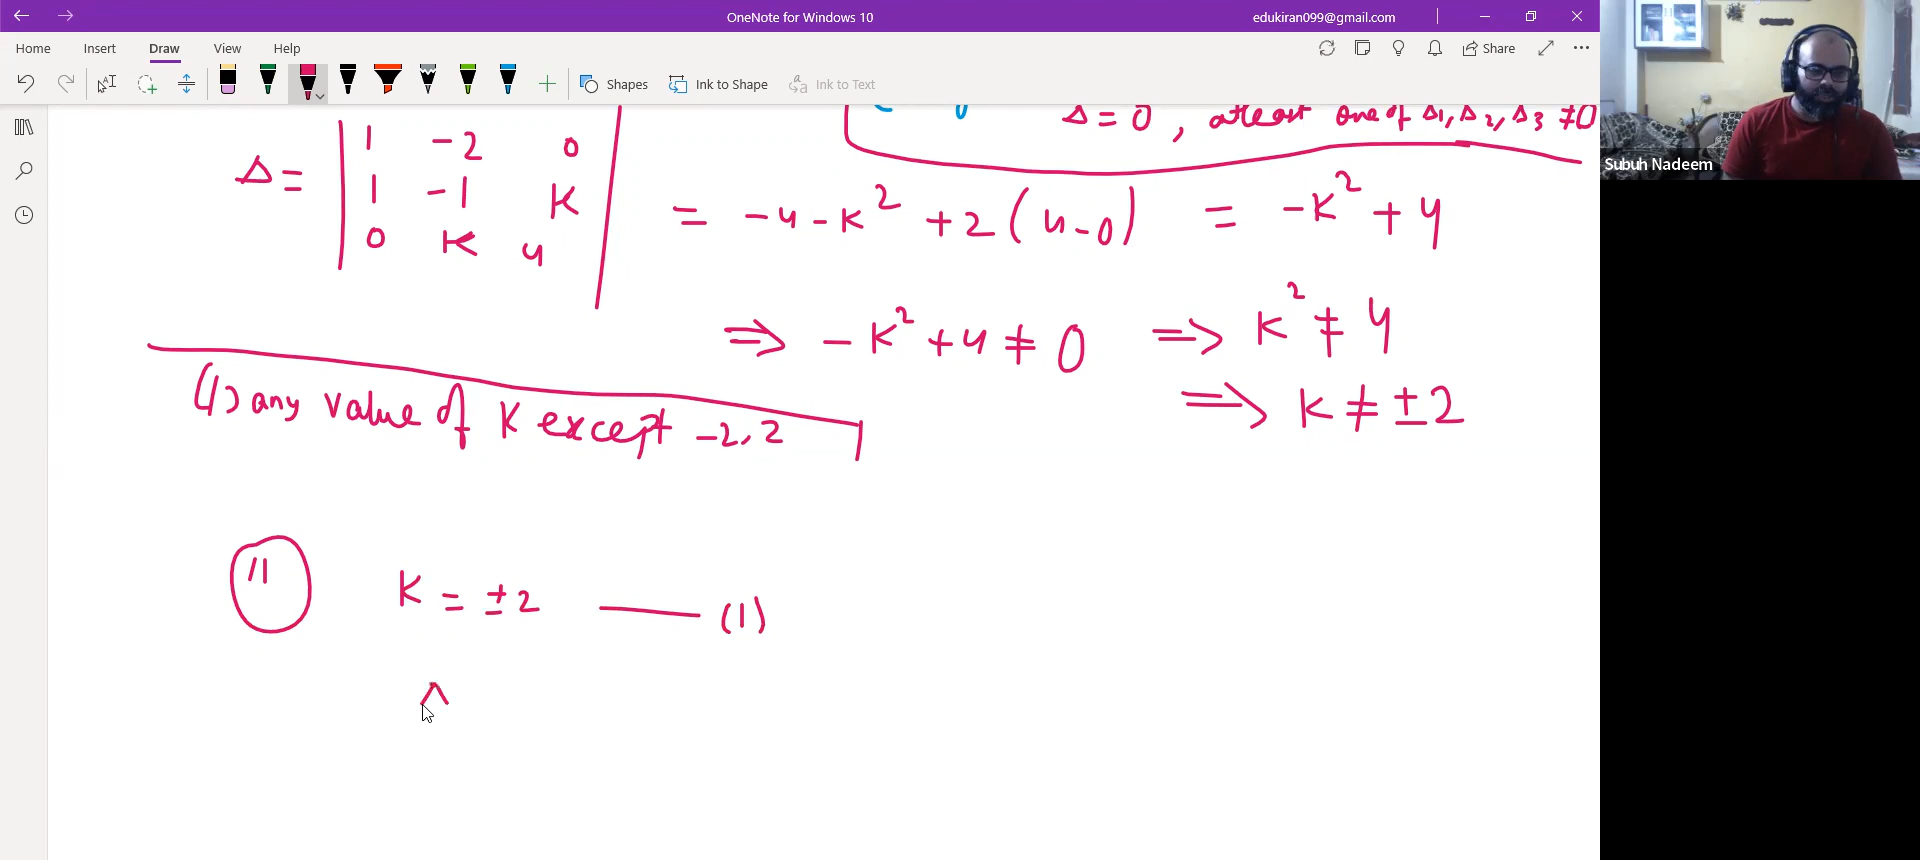 OneNote for Windows 10
edukiran099@gmail.com
Home Insert Draw View Help
Share
Shapes Ink to Shape Ink to Text
Δ = 0 , atleast one of Δ1, Δ2, Δ3 ≠0
Subuh Nadeem
Δ = | 1 -2 0 |
| 1 -1 K |
| 0 K 4 |
= -4 - K² + 2 (4-0) = -K² + 4
⇒ -K² + 4 ≠ 0 ⇒ K² ≠ 4
⇒ K ≠ ±2
(1) any value of K except -2, 2
11
K = ±2 —— (1)